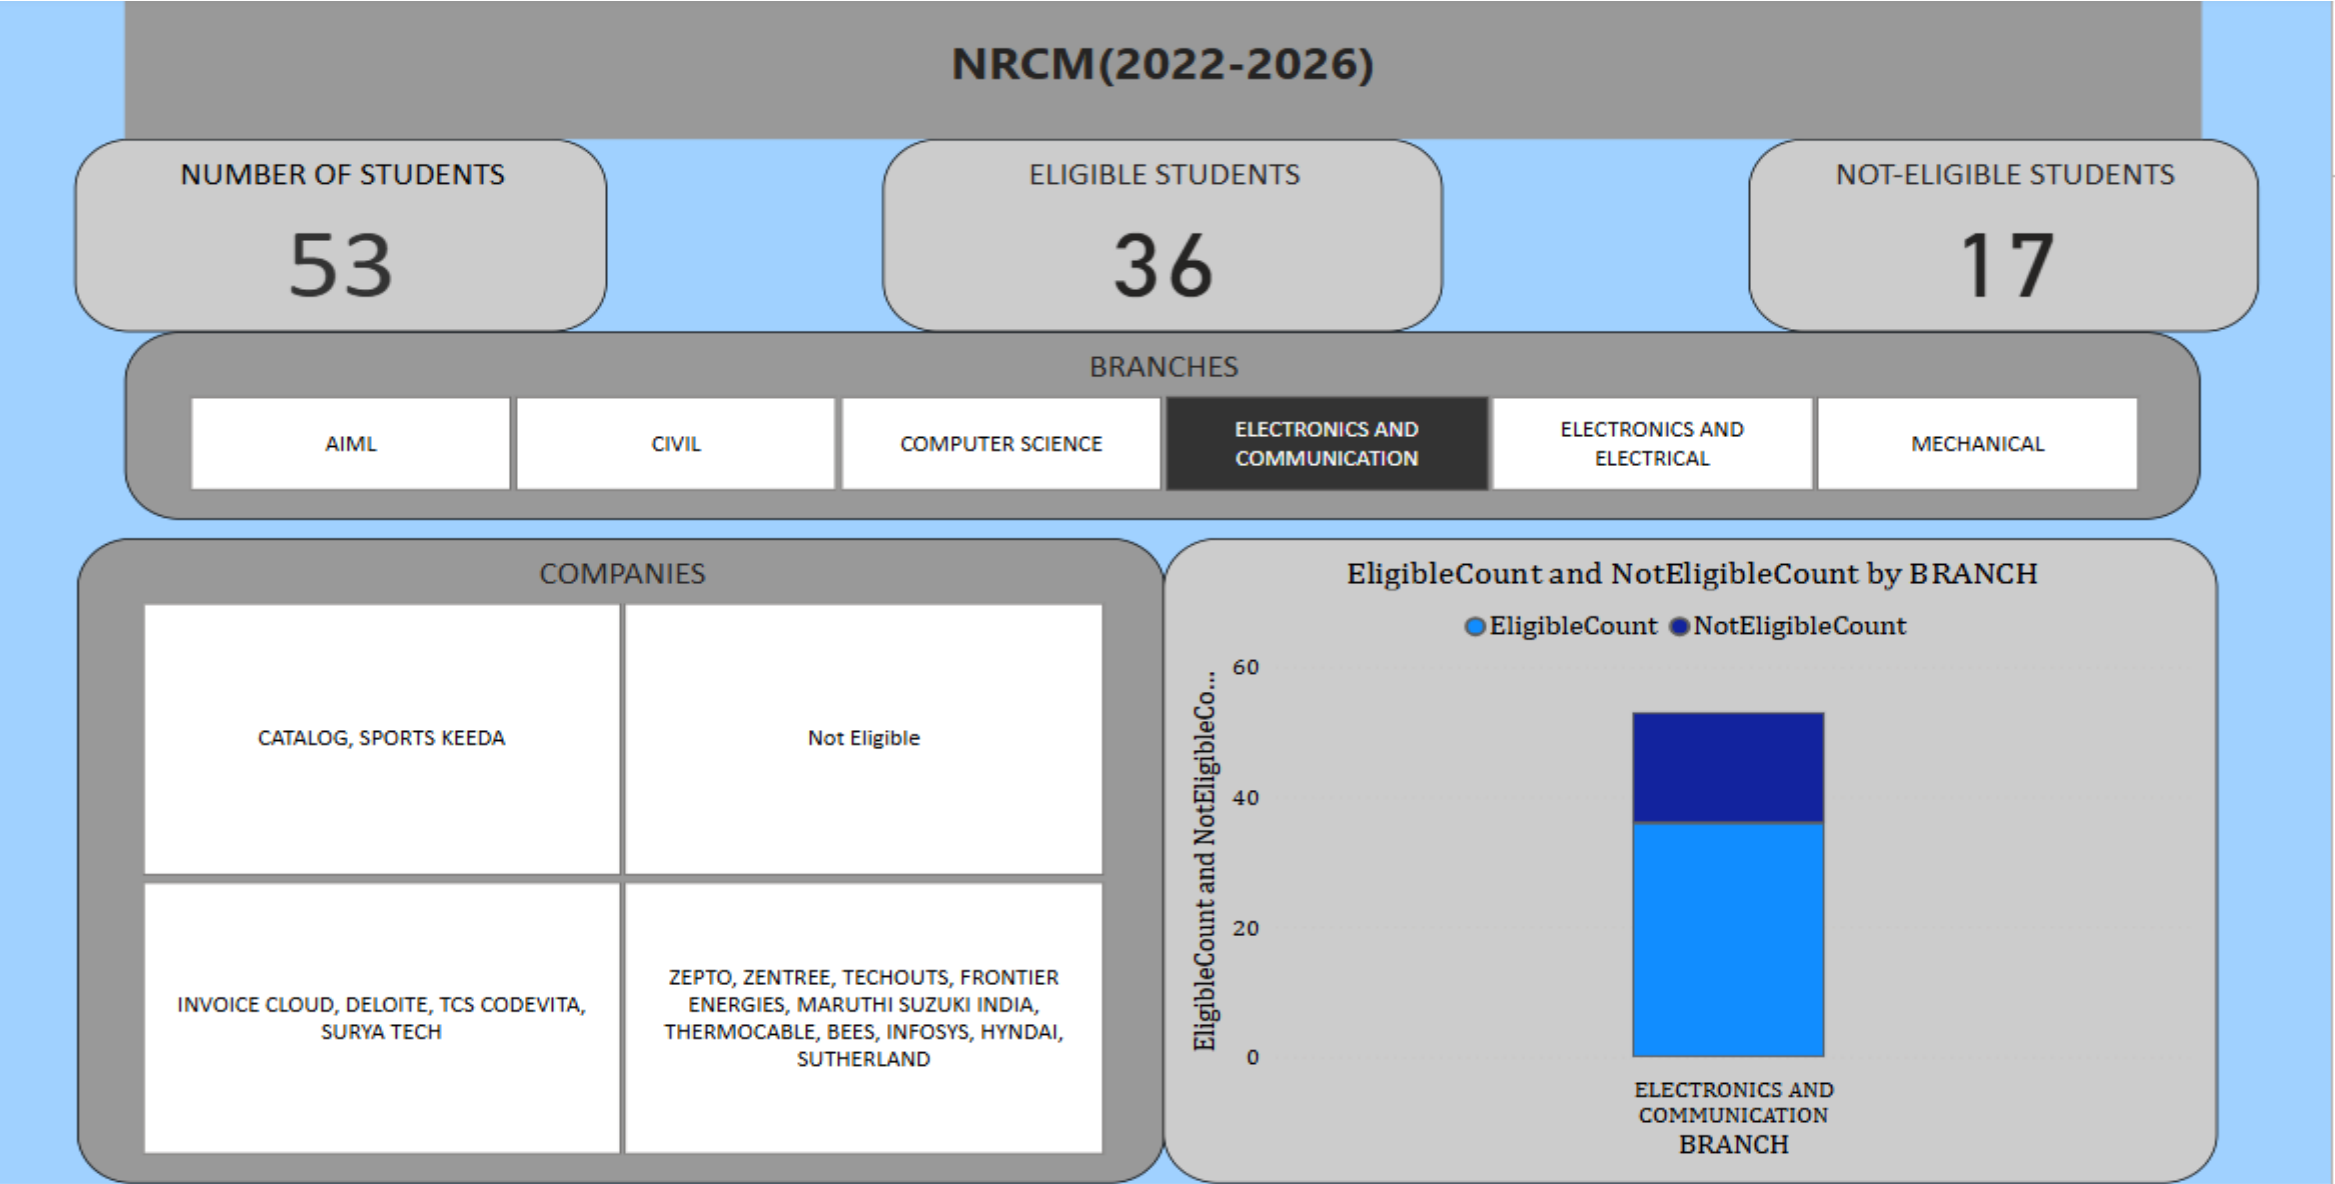 NRCM(2022-2026)
NUMBER OF STUDENTS
53
ELIGIBLE STUDENTS
36
NOT-ELIGIBLE STUDENTS
17
BRANCHES
AIML
CIVIL
COMPUTER SCIENCE
ELECTRONICS AND
COMMUNICATION
ELECTRONICS AND
ELECTRICAL
MECHANICAL
COMPANIES
CATALOG, SPORTS KEEDA
Not Eligible
INVOICE CLOUD, DELOITE, TCS CODEVITA,
SURYA TECH
ZEPTO, ZENTREE, TECHOUTS, FRONTIER
ENERGIES, MARUTHI SUZUKI INDIA,
THERMOCABLE, BEES, INFOSYS, HYNDAI,
SUTHERLAND
EligibleCount and NotEligibleCount by BRANCH
EligibleCount NotEligibleCount
EligibleCount and NotEligibleCo...
60
40
20
0
ELECTRONICS AND
COMMUNICATION
BRANCH